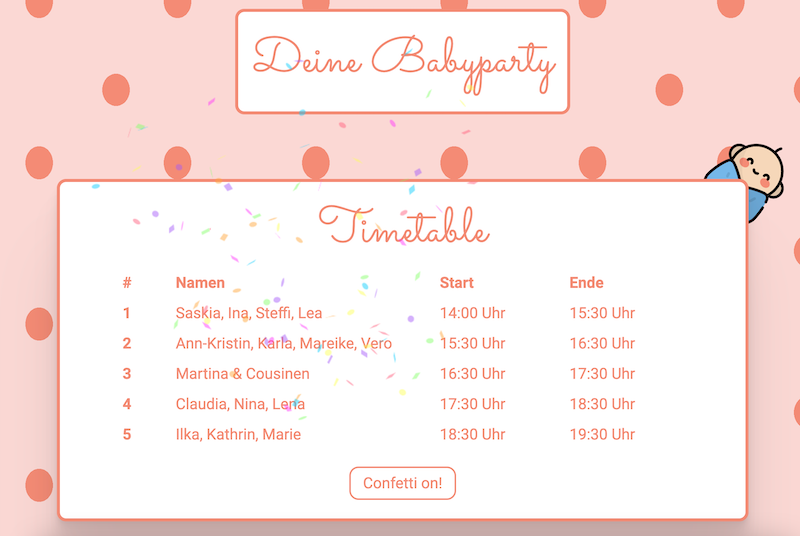 Deine Babyparty
Timetable
# Namen Start Ende
1 Saskia, Ina, Steffi, Lea 14:00 Uhr 15:30 Uhr
2 Ann-Kristin, Karla, Mareike, Vero 15:30 Uhr 16:30 Uhr
3 Martina & Cousinen 16:30 Uhr 17:30 Uhr
4 Claudia, Nina, Lena 17:30 Uhr 18:30 Uhr
5 Ilka, Kathrin, Marie 18:30 Uhr 19:30 Uhr
Confetti on!